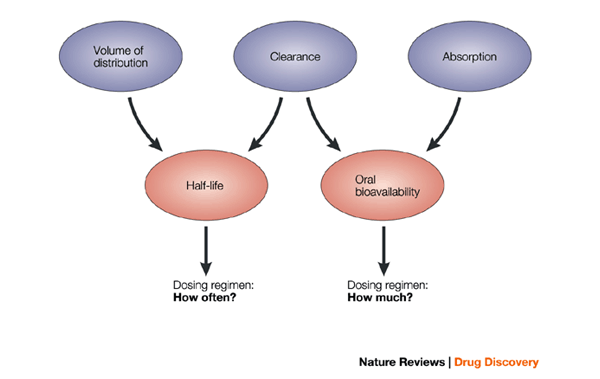 Volume of
distribution
Clearance
Absorption
Half-life
Oral
bioavailability
Dosing regimen:
How often?
Dosing regimen:
How much?
Nature Reviews | Drug Discovery